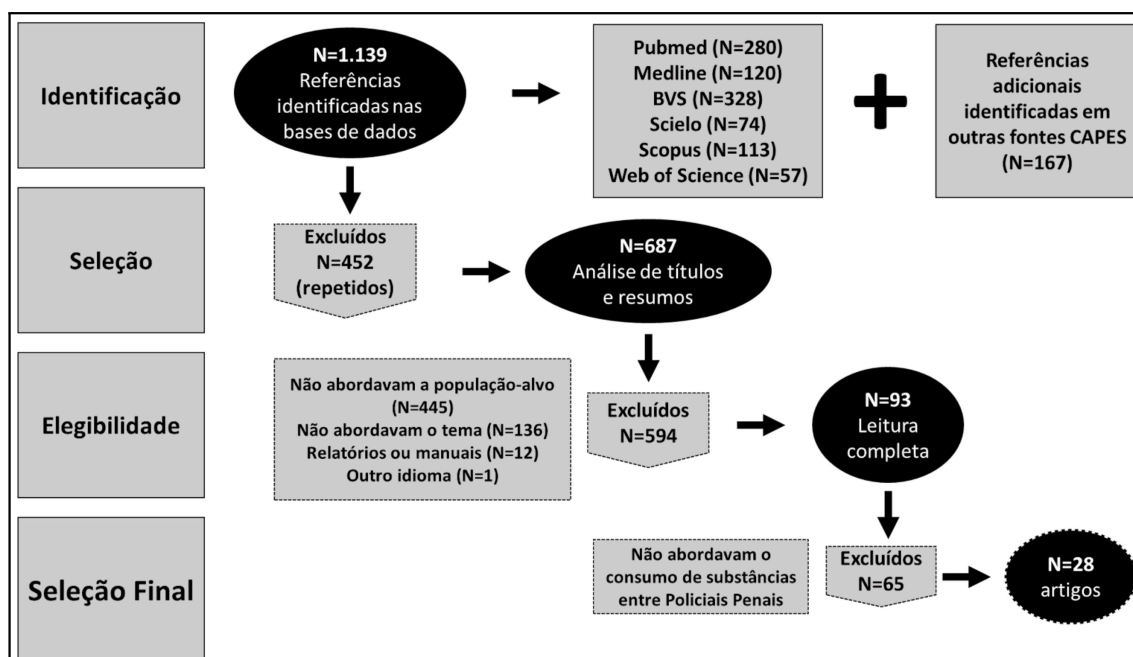 Identificação
N=1.139
Referências
identificadas nas
bases de dados
Pubmed (N=280)
Medline (N=120)
BVS (N=328)
Scielo (N=74)
Scopus (N=113)
Web of Science (N=57)
Referências
adicionais
identificadas em
outras fontes CAPES
(N=167)
Seleção
Excluídos
N=452
(repetidos)
N=687
Análise de títulos
e resumos
Elegibilidade
Não abordavam a população-alvo
(N=445)
Não abordavam o tema (N=136)
Relatórios ou manuais (N=12)
Outro idioma (N=1)
Excluídos
N=594
N=93
Leitura
completa
Seleção Final
Não abordavam o
consumo de substâncias
entre Policiais Penais
Excluídos
N=65
N=28
artigos